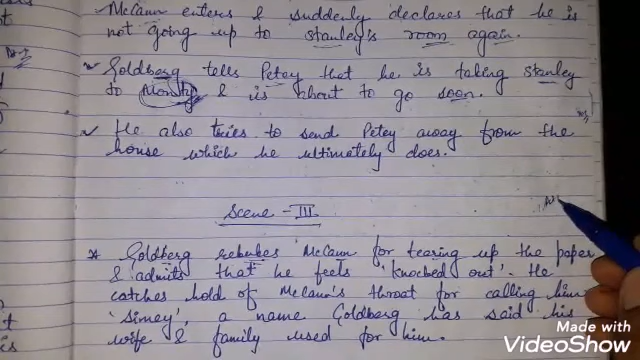 McCann enters & suddenly declares that he is
not going up to stanley's room again.
Goldberg tells Petey that he is taking stanley
to Monty & is about to go soon.
He also tries to send Petey away from the
house which he ultimately does.
Scene - III
* Goldberg rebukes McCann for tearing up the paper
& admits that he feels 'knocked out'. He
catches hold of McCann's throat for calling him
'Simey', a name Goldberg has said his
wife & family used for him.
Made with
VideoShow